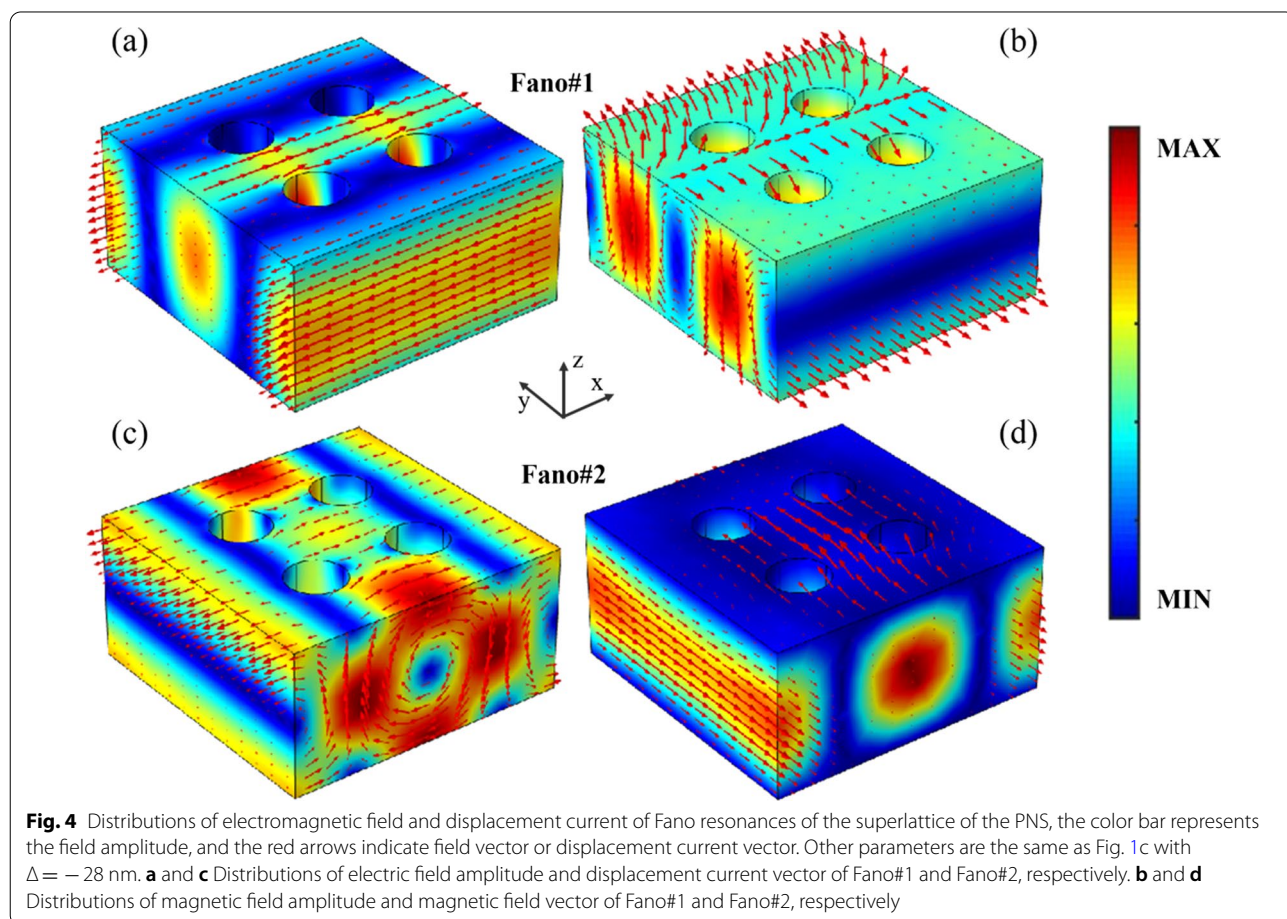 (a)
(b)
Fano#1
MAX
z
x
y
(c)
(d)
Fano#2
MIN
Fig. 4 Distributions of electromagnetic field and displacement current of Fano resonances of the superlattice of the PNS, the color bar represents
the field amplitude, and the red arrows indicate field vector or displacement current vector. Other parameters are the same as Fig. 1c with
Δ = − 28 nm. a and c Distributions of electric field amplitude and displacement current vector of Fano#1 and Fano#2, respectively. b and d
Distributions of magnetic field amplitude and magnetic field vector of Fano#1 and Fano#2, respectively